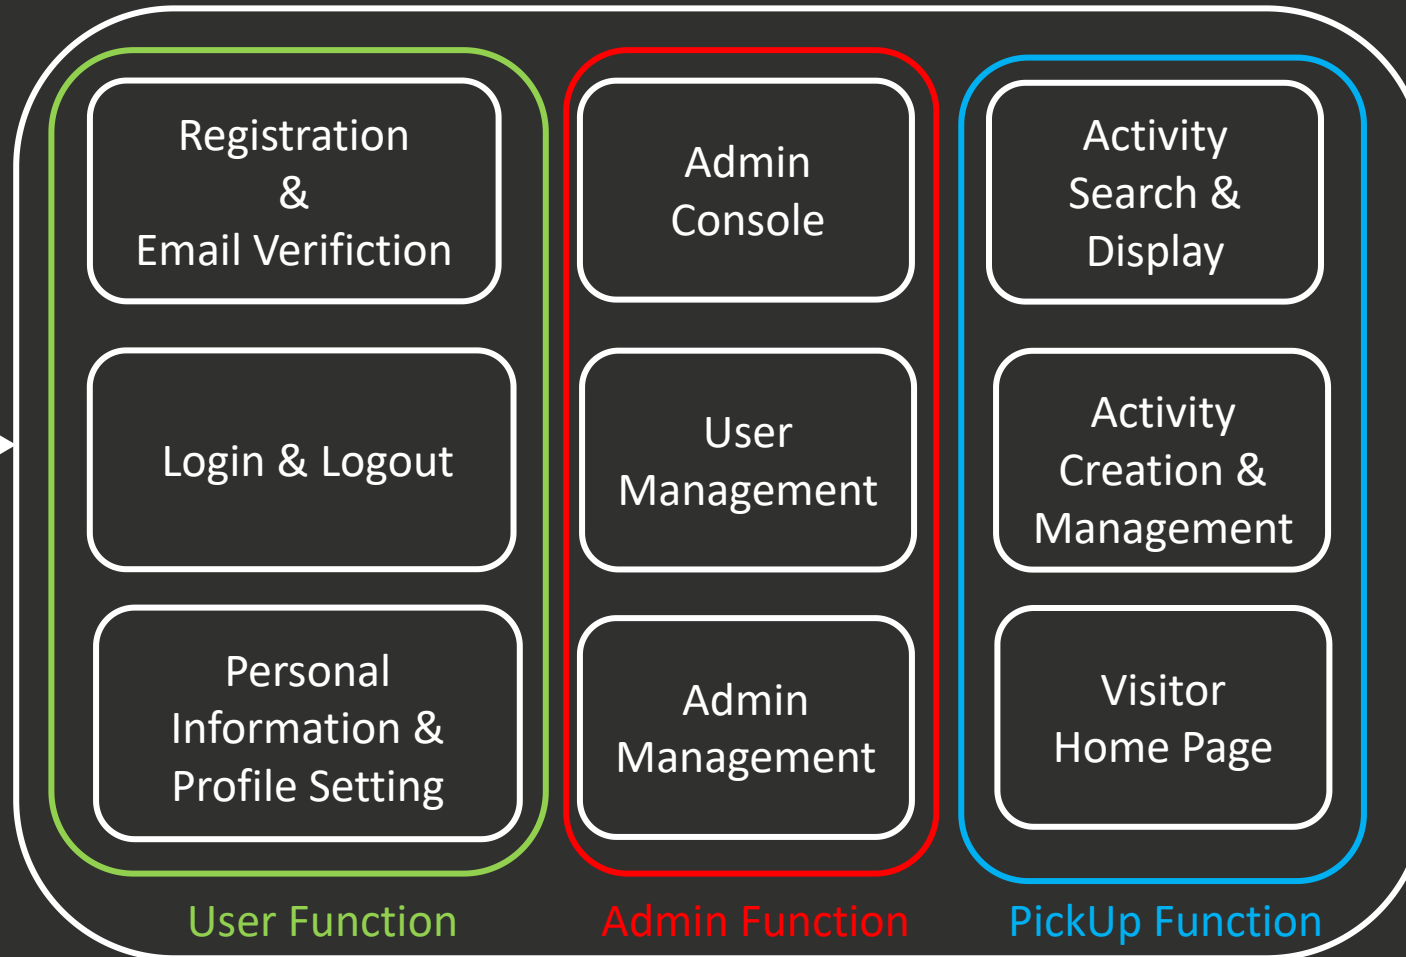 Registration
&
Email Verifiction
Login & Logout
Personal
Information &
Profile Setting
User Function
Admin
Console
User
Management
Admin
Management
Admin Function
Activity
Search &
Display
Activity
Creation &
Management
Visitor
Home Page
PickUp Function